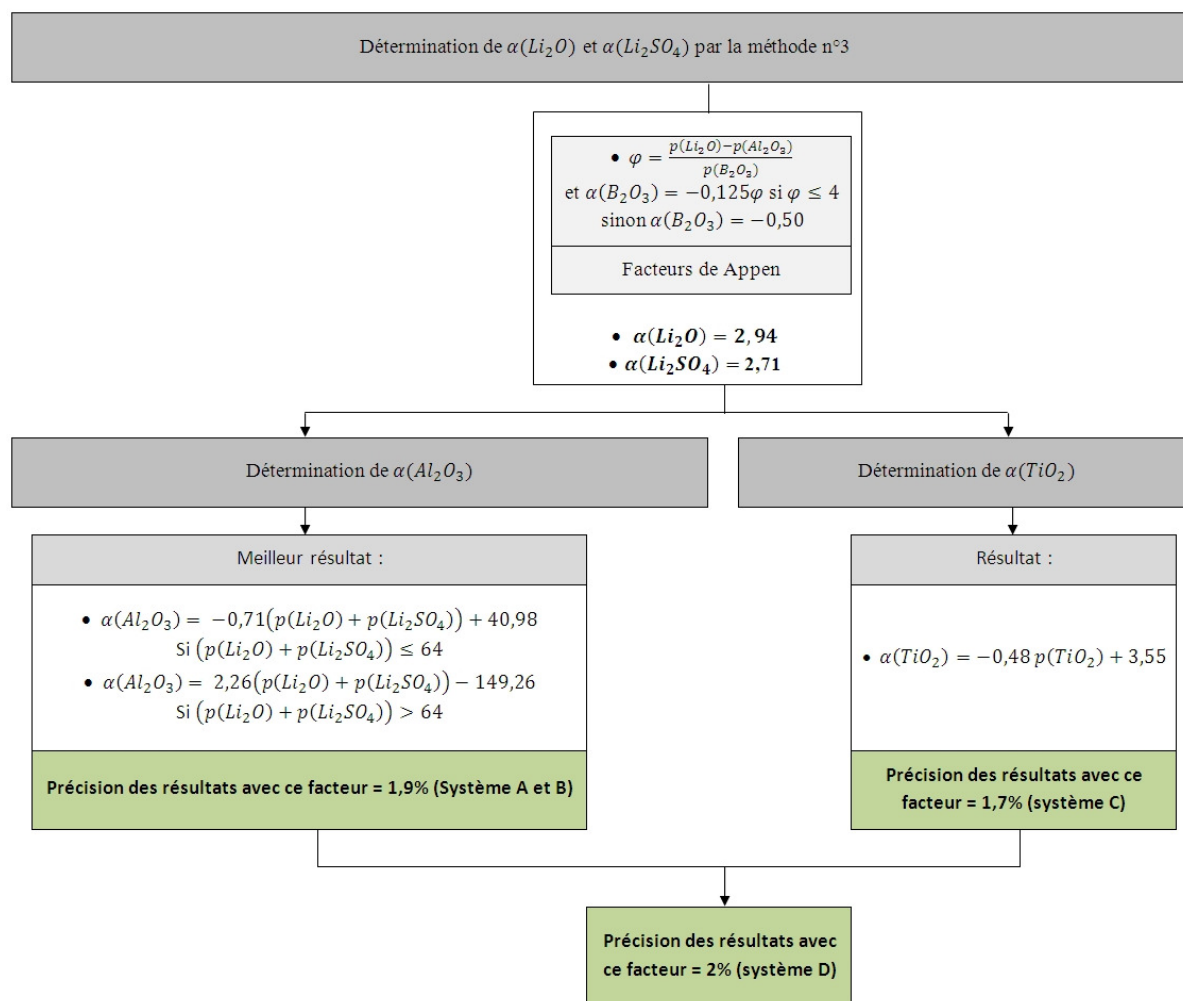 Détermination de α(Li₂O) et α(Li₂SO₄) par la méthode n°3
• φ = (p(Li₂O)−p(Al₂O₃))/p(B₂O₃)
et α(B₂O₃) = −0,125φ si φ ≤ 4
sinon α(B₂O₃) = −0,50
Facteurs de Appen
• α(Li₂O) = 2,94
• α(Li₂SO₄) = 2,71
Détermination de α(Al₂O₃)
Meilleur résultat :
• α(Al₂O₃) = −0,71(p(Li₂O) + p(Li₂SO₄)) + 40,98
Si (p(Li₂O) + p(Li₂SO₄)) ≤ 64
• α(Al₂O₃) = 2,26(p(Li₂O) + p(Li₂SO₄)) − 149,26
Si (p(Li₂O) + p(Li₂SO₄)) > 64
Précision des résultats avec ce facteur = 1,9% (Système A et B)
Détermination de α(TiO₂)
Résultat :
• α(TiO₂) = −0,48 p(TiO₂) + 3,55
Précision des résultats avec ce
facteur = 1,7% (système C)
Précision des résultats avec
ce facteur = 2% (système D)